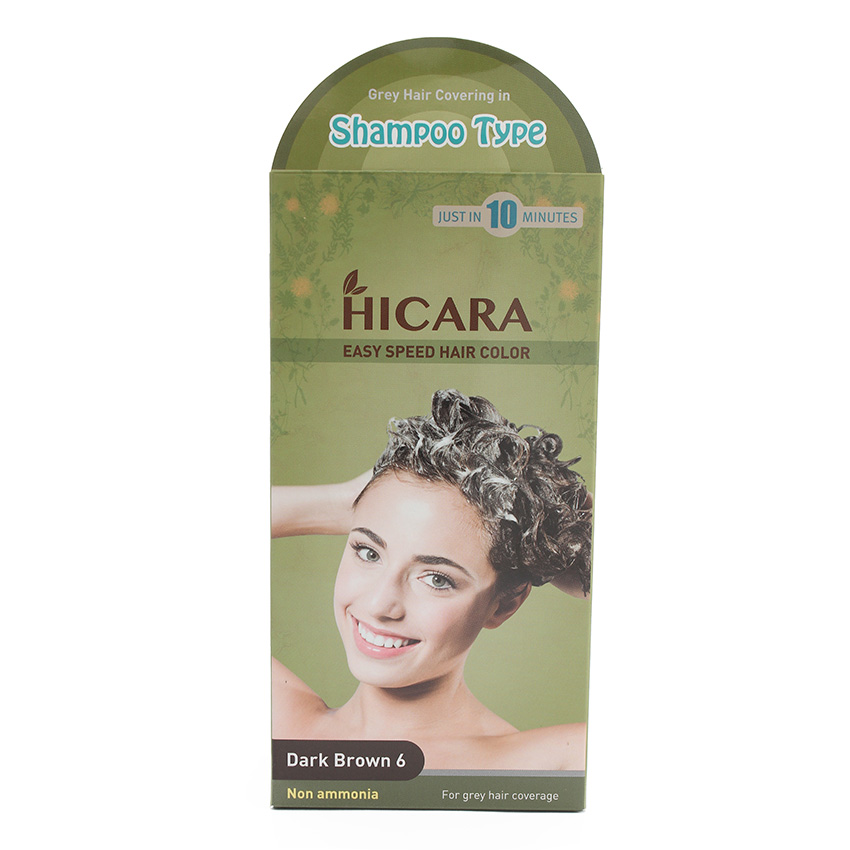 Grey Hair Covering in
Shampoo Type
JUST IN 10 MINUTES
HICARA
EASY SPEED HAIR COLOR
Dark Brown 6
Non ammonia
For grey hair coverage